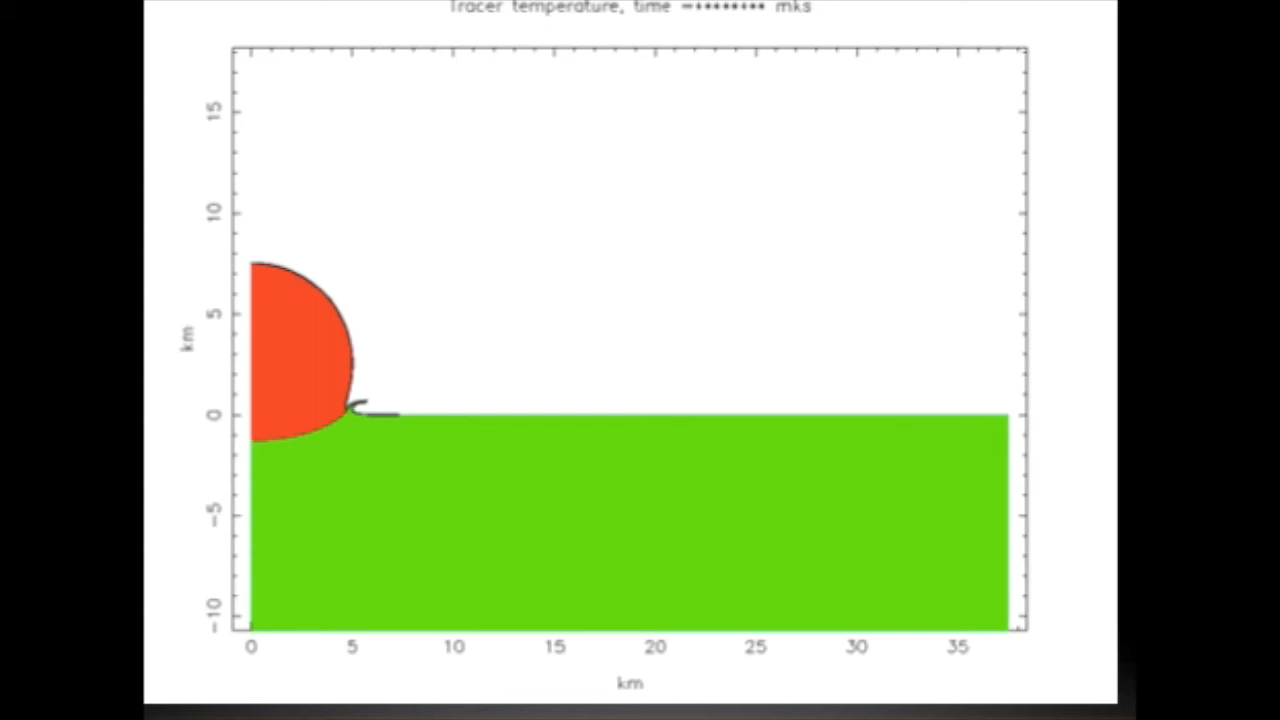 Tracer temperature, time =******** mks
15
10
5
0
-5
-10
km
0 5 10 15 20 25 30 35
km